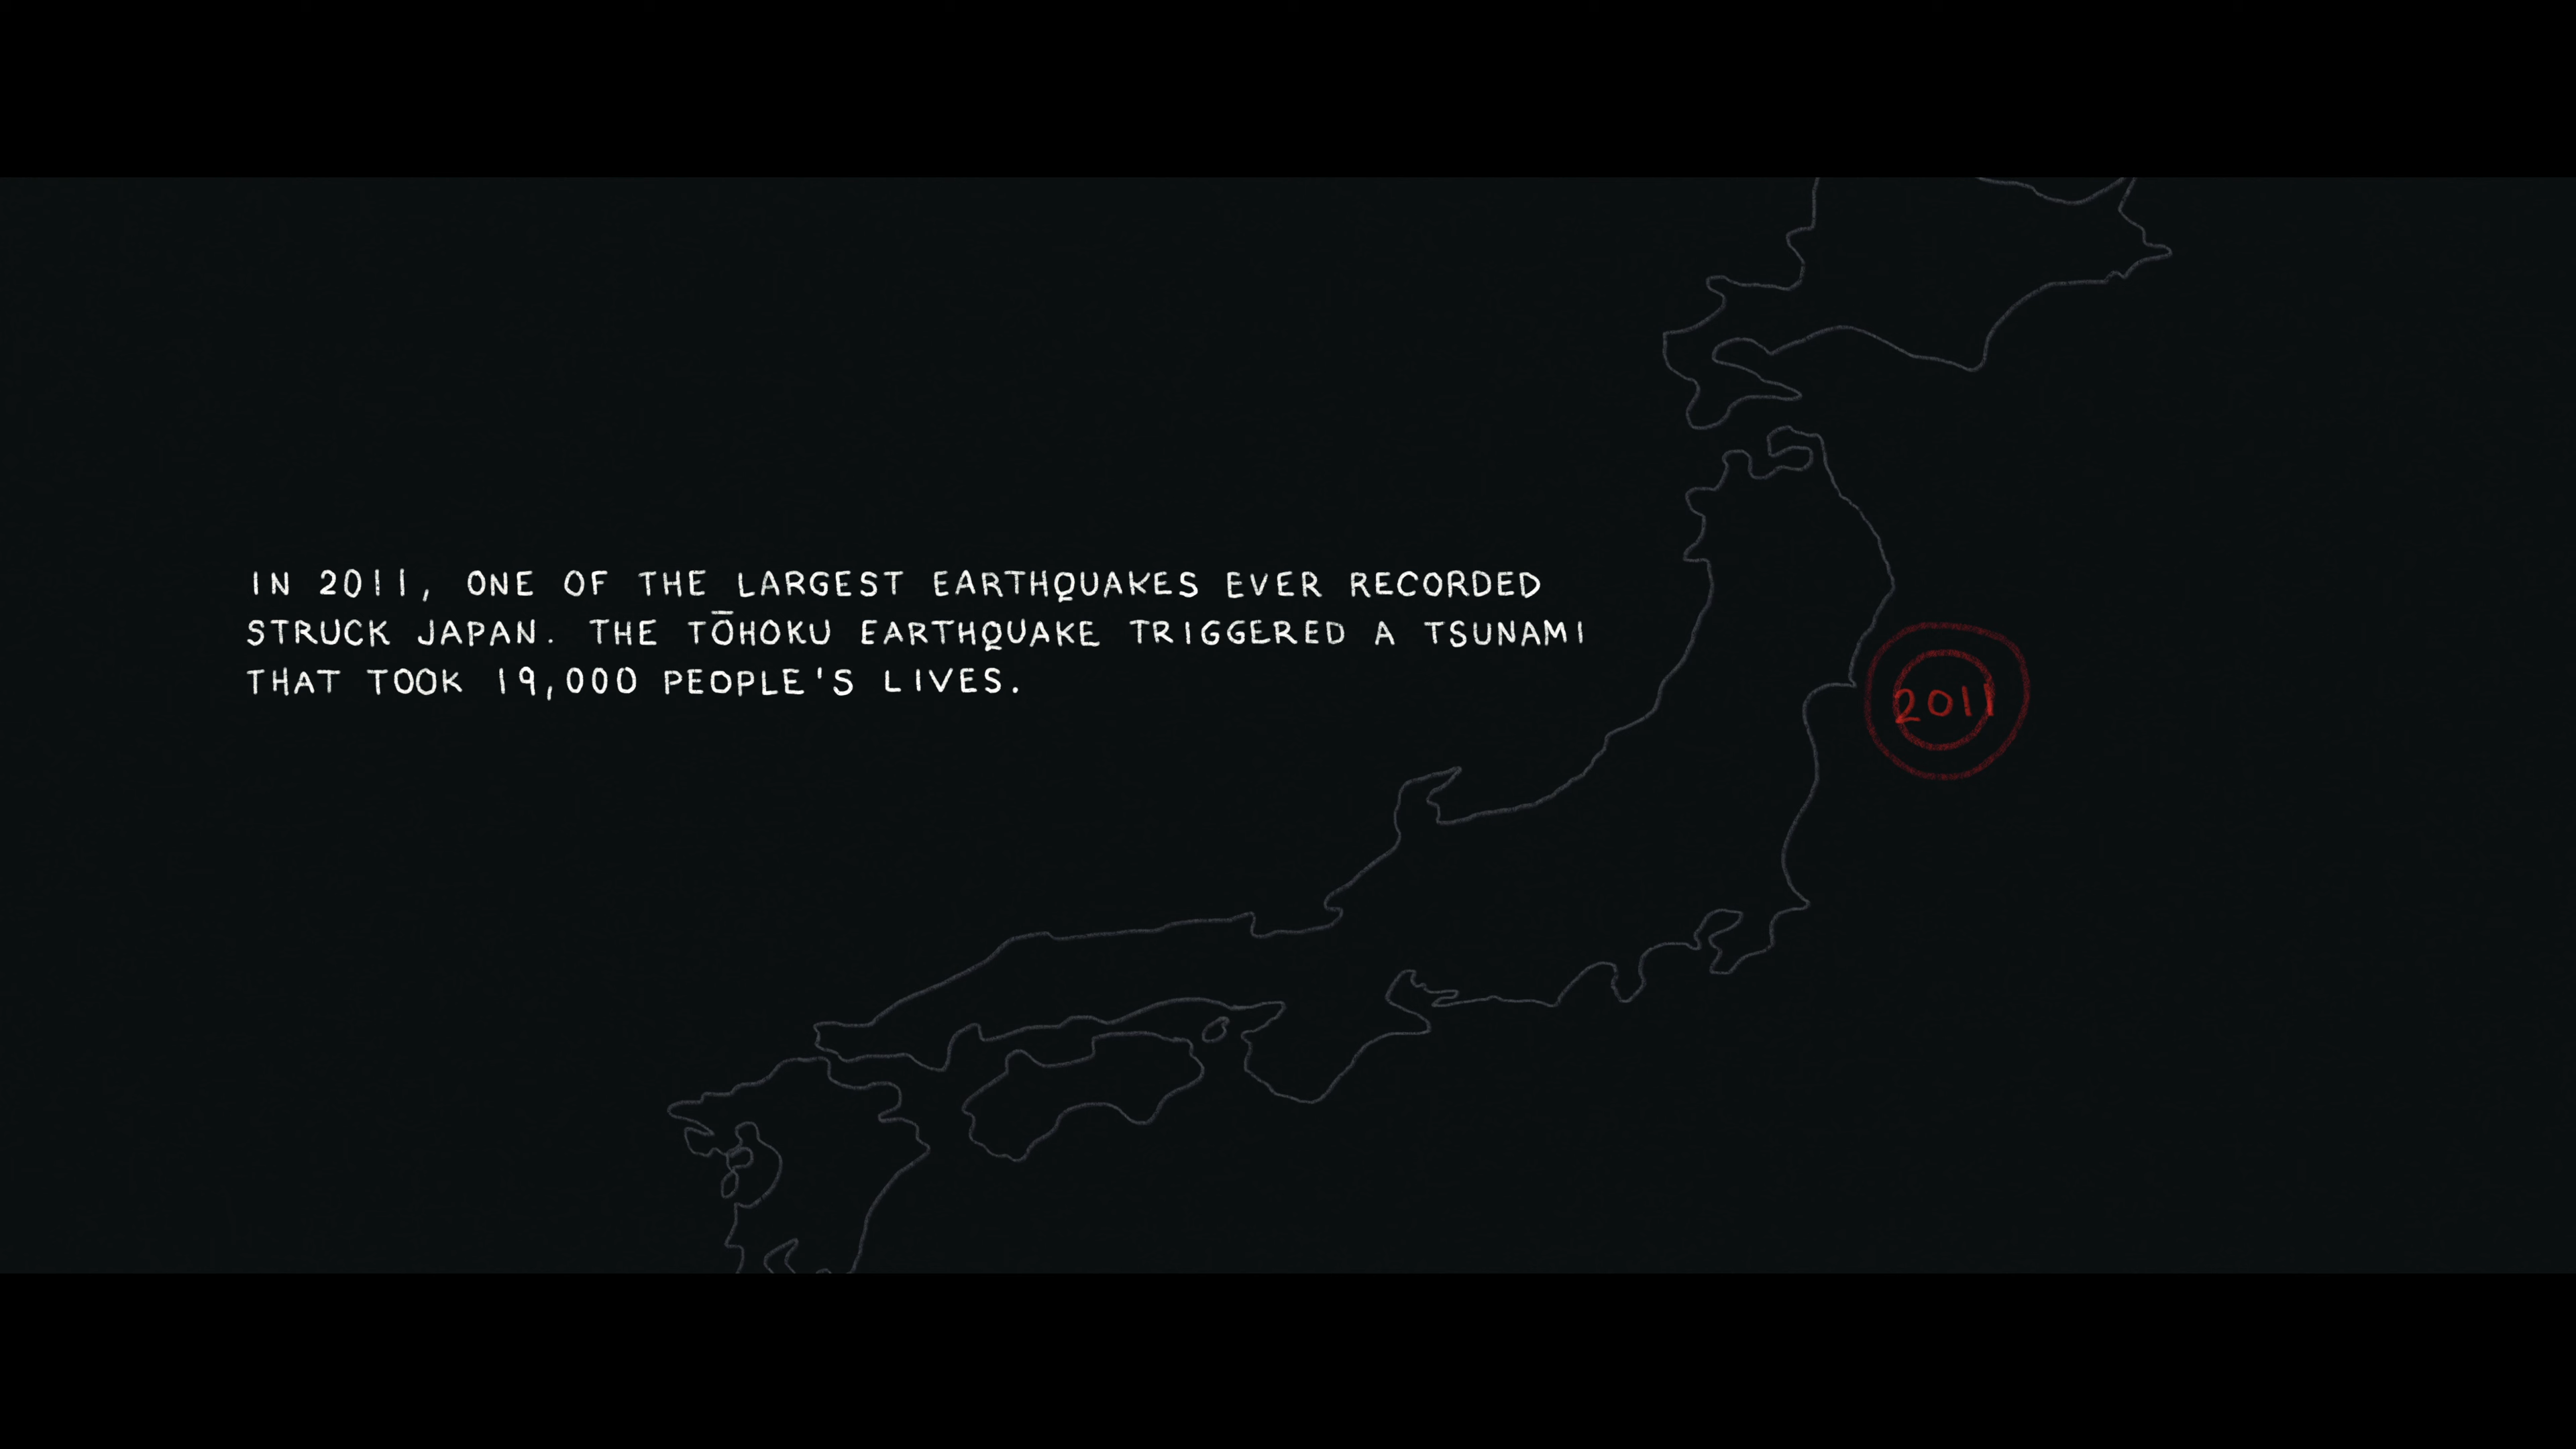 IN 2011, ONE OF THE LARGEST EARTHQUAKES EVER RECORDED
STRUCK JAPAN. THE TŌHOKU EARTHQUAKE TRIGGERED A TSUNAMI
THAT TOOK 19,000 PEOPLE'S LIVES.
2011